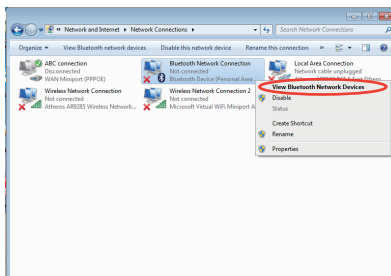 « Network and Internet ▸ Network Connections ▸
Search Network Connections
Organize ▾ View Bluetooth network devices Disable this network device Rename this connection »
ABC connection
Disconnected
WAN Miniport (PPPOE)
Bluetooth Network Connection
Not connected
Bluetooth Device (Personal Area...
Local Area Connection
Network cable unplugged
Wireless Network Connection
Not connected
Atheros AR9285 Wireless Network...
Wireless Network Connection 2
Not connected
Microsoft Virtual WiFi Miniport A
View Bluetooth Network Devices
Disable
Status
Create Shortcut
Rename
Properties